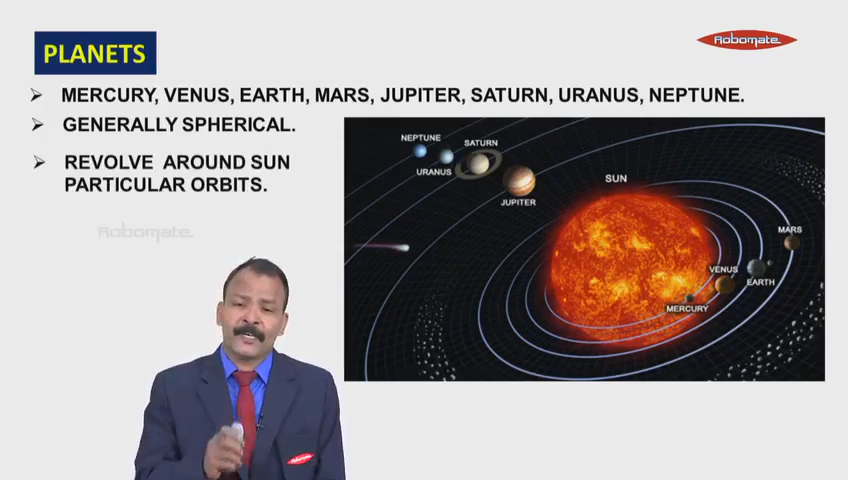 PLANETS
Robomate
MERCURY, VENUS, EARTH, MARS, JUPITER, SATURN, URANUS, NEPTUNE.
GENERALLY SPHERICAL.
REVOLVE AROUND SUN
PARTICULAR ORBITS.
Robomate
NEPTUNE
SATURN
URANUS
JUPITER
SUN
MARS
VENUS
EARTH
MERCURY
Robomate